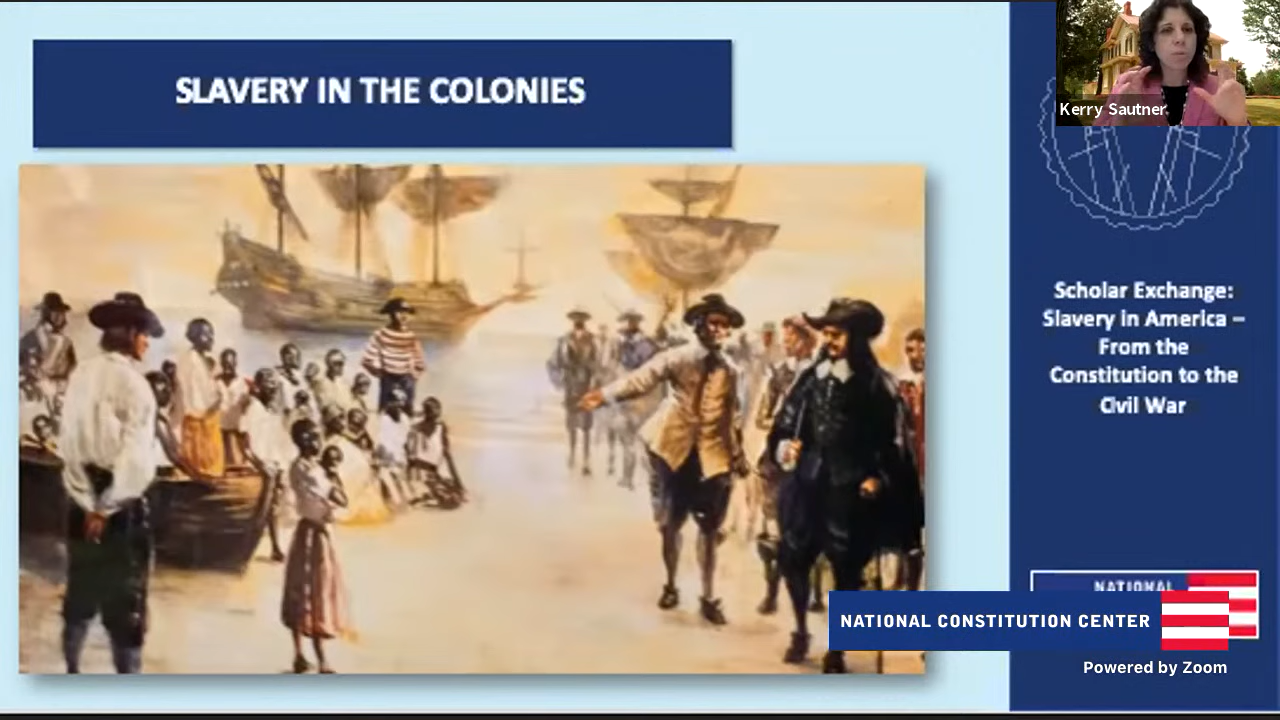 SLAVERY IN THE COLONIES
Kerry Sautner
Scholar Exchange:
Slavery in America –
From the
Constitution to the
Civil War
NATIONAL
NATIONAL CONSTITUTION CENTER
Powered by Zoom